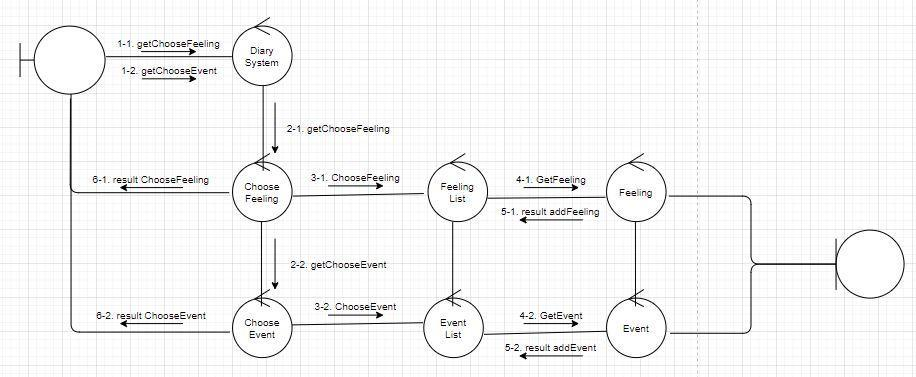 1-1. getChooseFeeling
1-2. getChooseEvent
Diary
System
2-1. getChooseFeeling
6-1. result ChooseFeeling
Choose
Feeling
3-1. ChooseFeeling
Feeling
List
4-1. GetFeeling
5-1. result addFeeling
Feeling
2-2. getChooseEvent
6-2. result ChooseEvent
Choose
Event
3-2. ChooseEvent
Event
List
4-2. GetEvent
5-2. result addEvent
Event